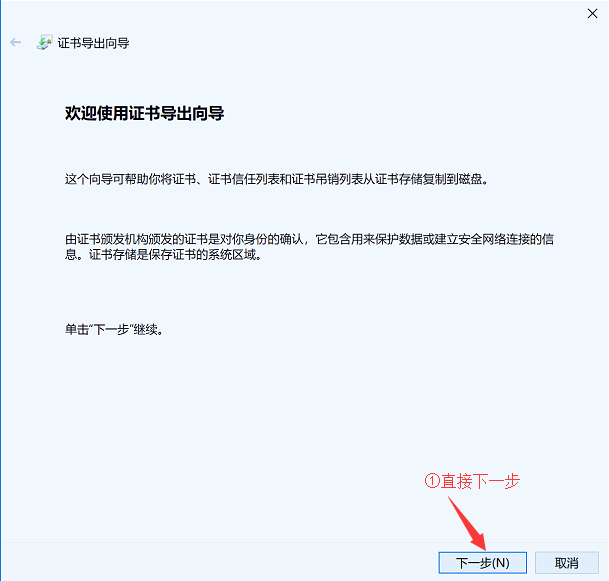 证书导出向导
欢迎使用证书导出向导
这个向导可帮助你将证书、证书信任列表和证书吊销列表从证书存储复制到磁盘。
由证书颁发机构颁发的证书是对你身份的确认，它包含用来保护数据或建立安全网络连接的信
息。证书存储是保存证书的系统区域。
单击“下一步”继续。
①直接下一步
下一步(N) 取消